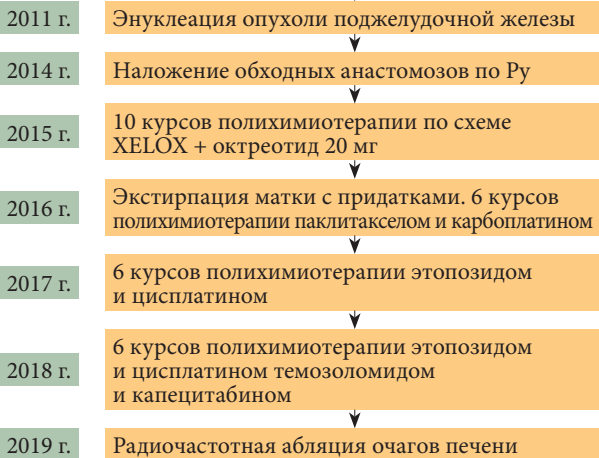 2011 г.
Энуклеация опухоли поджелудочной железы
2014 г.
Наложение обходных анастомозов по Ру
2015 г.
10 курсов полихимиотерапии по схеме
XELOX + октреотид 20 мг
2016 г.
Экстирпация матки с придатками. 6 курсов
полихимиотерапии паклитакселом и карбоплатином
2017 г.
6 курсов полихимиотерапии этопозидом
и цисплатином
2018 г.
6 курсов полихимиотерапии этопозидом
и цисплатином темозоломидом
и капецитабином
2019 г.
Радиочастотная абляция очагов печени